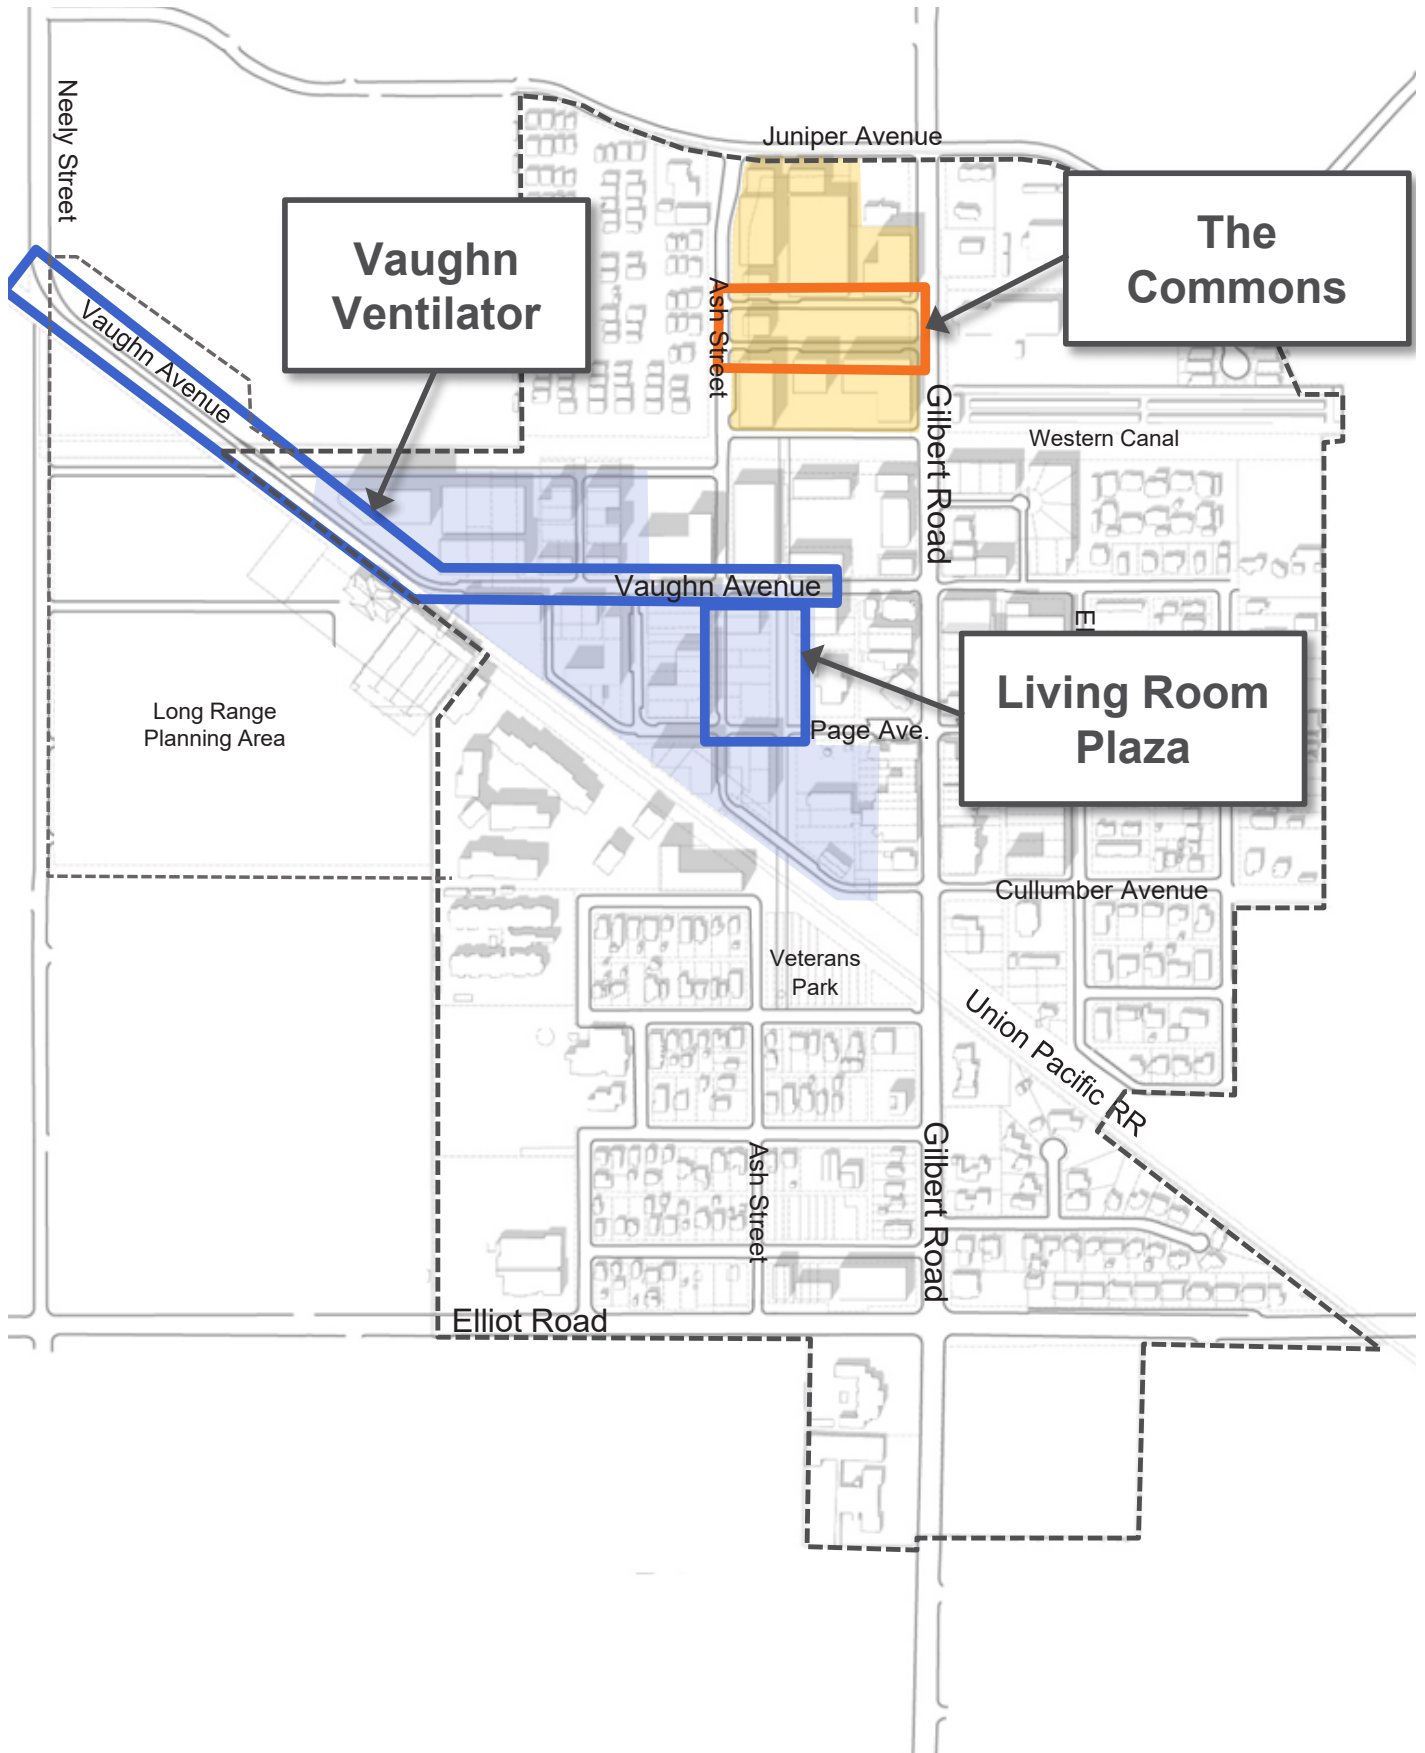 Neely Street
Juniper Avenue
Vaughn
Ventilator
The
Commons
Vaughn Avenue
Ash Street
Gilbert Road
Western Canal
Vaughn Avenue
Living Room
Plaza
Long Range
Planning Area
Page Ave.
Cullumber Avenue
Veterans
Park
Union Pacific RR
Ash Street
Gilbert Road
Elliot Road